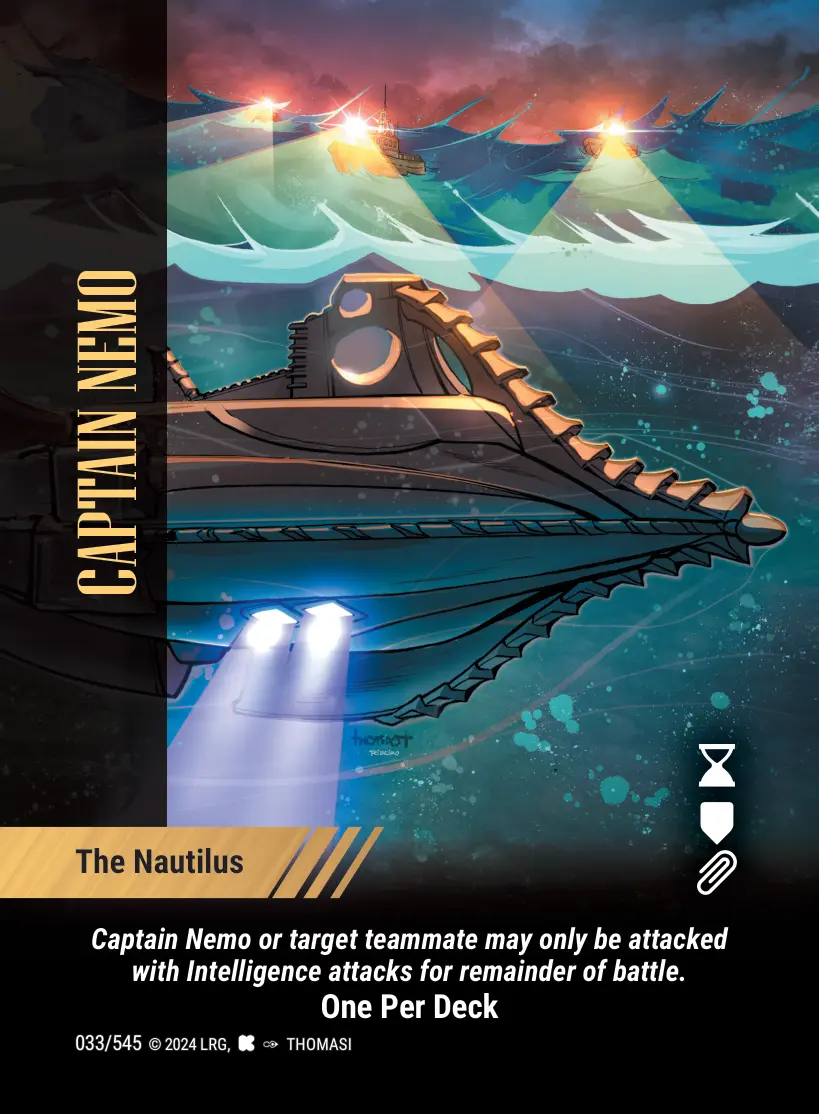 CAPTAIN NEMO
The Nautilus
Captain Nemo or target teammate may only be attacked
with Intelligence attacks for remainder of battle.
One Per Deck
033/545 © 2024 LRG, THOMASI